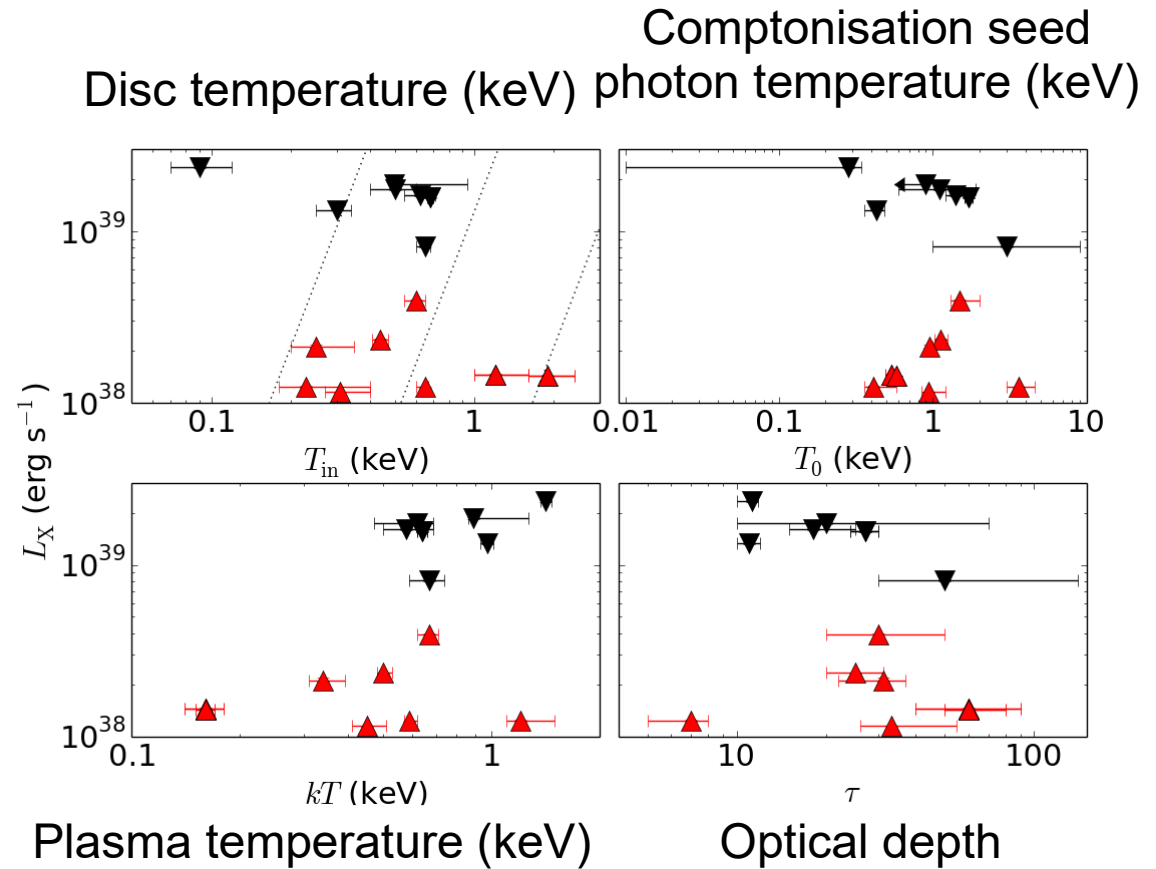 Comptonisation seed
Disc temperature (keV) photon temperature (keV)
10^39
10^38
0.1 1 0.01 0.1 1 10
T_in (keV) T_0 (keV)
L_X (erg s^−1)
10^39
10^38
0.1 1 10 100
kT (keV) τ
Plasma temperature (keV) Optical depth